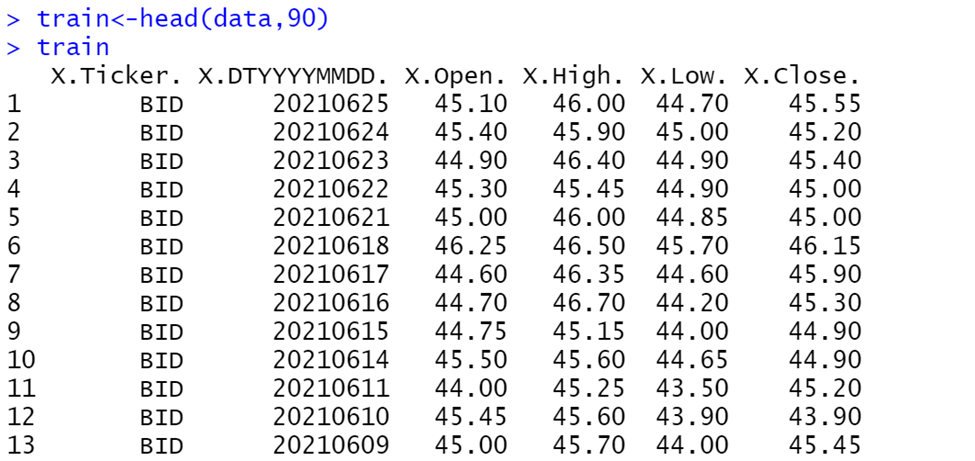 > train<-head(data,90)
> train
X.Ticker. X.DTYYYYMMDD. X.Open. X.High. X.Low. X.Close.
1 BID 20210625 45.10 46.00 44.70 45.55
2 BID 20210624 45.40 45.90 45.00 45.20
3 BID 20210623 44.90 46.40 44.90 45.40
4 BID 20210622 45.30 45.45 44.90 45.00
5 BID 20210621 45.00 46.00 44.85 45.00
6 BID 20210618 46.25 46.50 45.70 46.15
7 BID 20210617 44.60 46.35 44.60 45.90
8 BID 20210616 44.70 46.70 44.20 45.30
9 BID 20210615 44.75 45.15 44.00 44.90
10 BID 20210614 45.50 45.60 44.65 44.90
11 BID 20210611 44.00 45.25 43.50 45.20
12 BID 20210610 45.45 45.60 43.90 43.90
13 BID 20210609 45.00 45.70 44.00 45.45